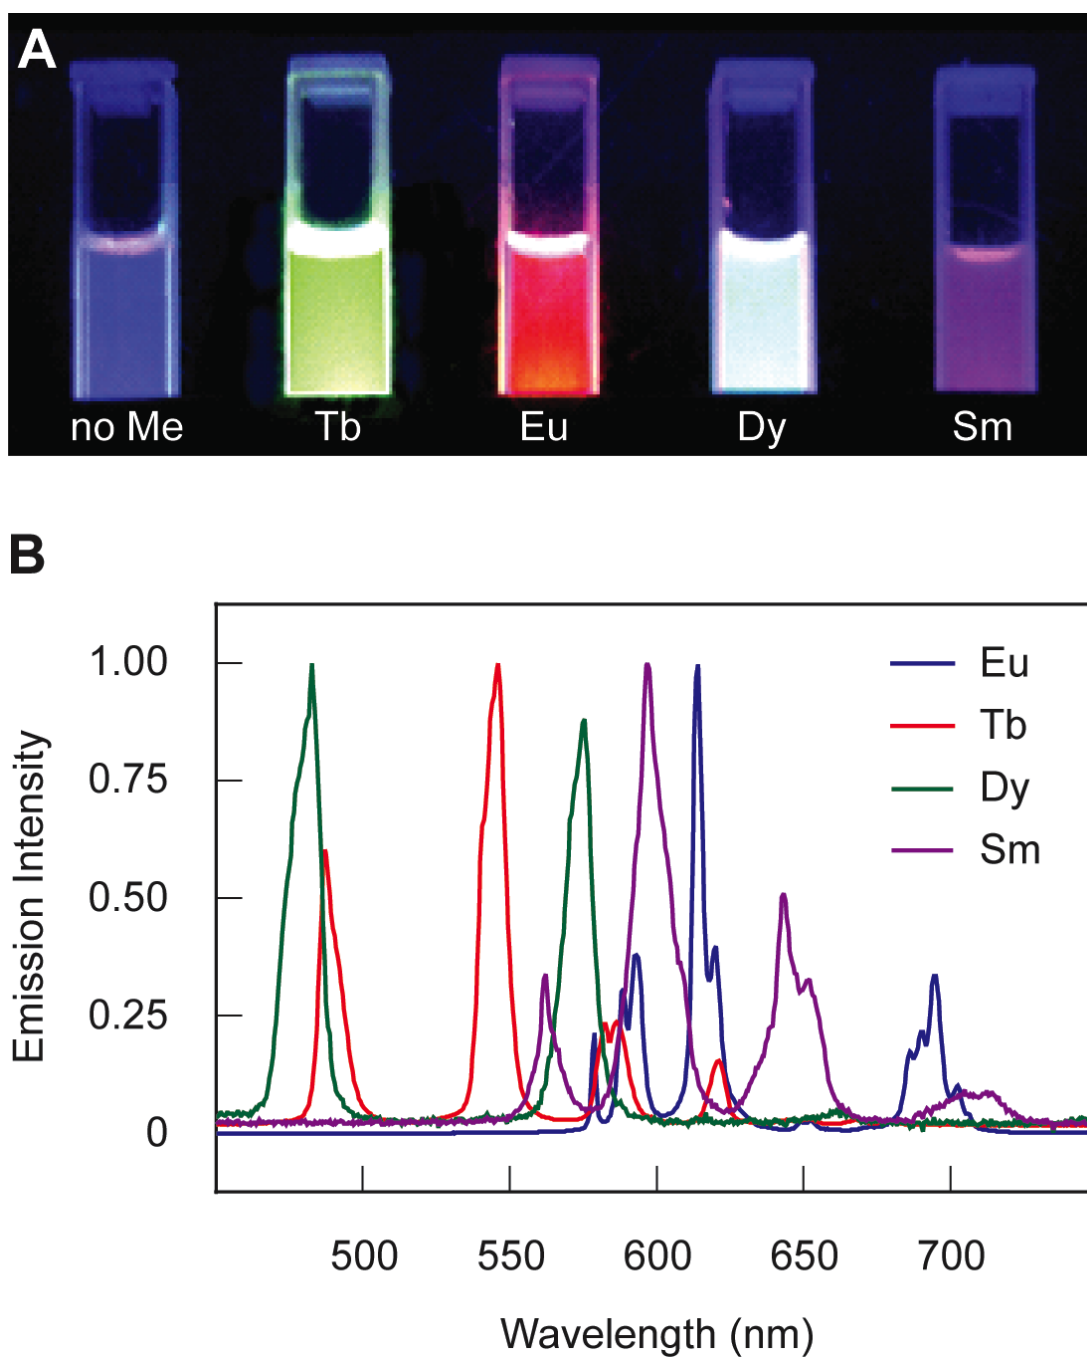 A
no Me Tb Eu Dy Sm
B
1.00
0.75
0.50
0.25
0
Emission Intensity
Eu
Tb
Dy
Sm
500 550 600 650 700
Wavelength (nm)